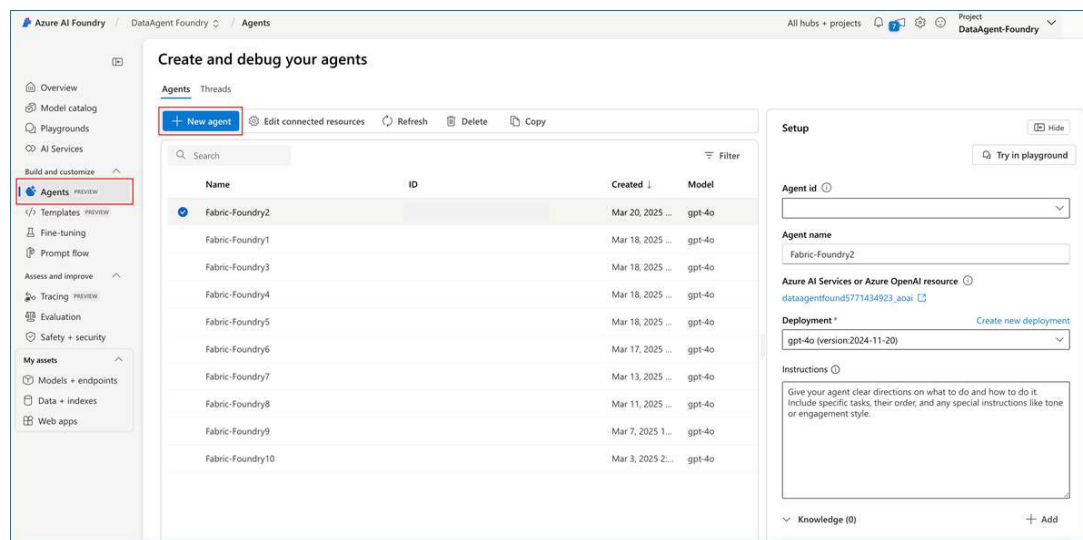 Azure AI Foundry / DataAgent Foundry / Agents
All hubs + projects
7
Project
DataAgent-Foundry
Overview
Model catalog
Playgrounds
AI Services
Build and customize
Agents PREVIEW
Templates PREVIEW
Fine-tuning
Prompt flow
Assess and improve
Tracing PREVIEW
Evaluation
Safety + security
My assets
Models + endpoints
Data + indexes
Web apps
Create and debug your agents
Agents Threads
New agent Edit connected resources Refresh Delete Copy
Search Filter
Name ID Created ↓ Model
Fabric-Foundry2 Mar 20, 2025 ... gpt-4o
Fabric-Foundry1 Mar 18, 2025 ... gpt-4o
Fabric-Foundry3 Mar 18, 2025 ... gpt-4o
Fabric-Foundry4 Mar 18, 2025 ... gpt-4o
Fabric-Foundry5 Mar 18, 2025 ... gpt-4o
Fabric-Foundry6 Mar 17, 2025 ... gpt-4o
Fabric-Foundry7 Mar 13, 2025 ... gpt-4o
Fabric-Foundry8 Mar 11, 2025 ... gpt-4o
Fabric-Foundry9 Mar 7, 2025 1... gpt-4o
Fabric-Foundry10 Mar 3, 2025 2:... gpt-4o
Setup Hide
Try in playground
Agent id
Agent name
Fabric-Foundry2
Azure AI Services or Azure OpenAI resource
dataagentfound5771434923_aoai
Deployment * Create new deployment
gpt-4o (version:2024-11-20)
Instructions
Give your agent clear directions on what to do and how to do it.
Include specific tasks, their order, and any special instructions like tone
or engagement style.
Knowledge (0) + Add